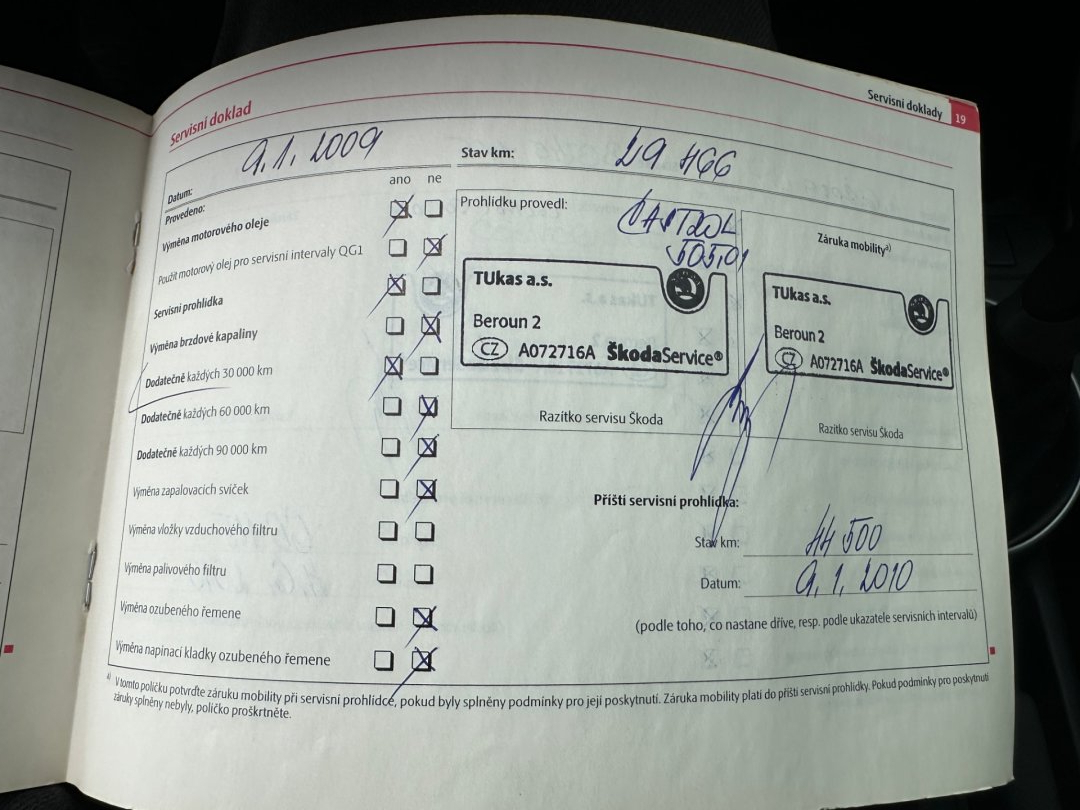 Servisní doklady 19
Servisní doklad
Datum: 9.1.2009
Stav km: 29 466
Provedeno: ano ne
Výměna motorového oleje
Použit motorový olej pro servisní intervaly QG1
Servisní prohlídka
Výměna brzdové kapaliny
Dodatečně každých 30 000 km
Dodatečně každých 60 000 km
Dodatečně každých 90 000 km
Výměna zapalovacích svíček
Výměna vložky vzduchového filtru
Výměna palivového filtru
Výměna ozubeného řemene
Výměna napínací kladky ozubeného řemene
Prohlídku provedl:
CASTROL
505.01
TUkas a.s.
Beroun 2
CZ A072716A ŠkodaService®
Razítko servisu Škoda
Záruka mobility a)
TUkas a.s.
Beroun 2
CZ A072716A ŠkodaService®
Razítko servisu Škoda
Příští servisní prohlídka:
Stav km: 44 500
Datum: 9.1.2010
(podle toho, co nastane dříve, resp. podle ukazatele servisních intervalů)
a) V tomto políčku potvrďte záruku mobility při servisní prohlídce, pokud byly splněny podmínky pro její poskytnutí. Záruka mobility platí do příští servisní prohlídky. Pokud podmínky pro poskytnutí
záruky splněny nebyly, políčko proškrtněte.